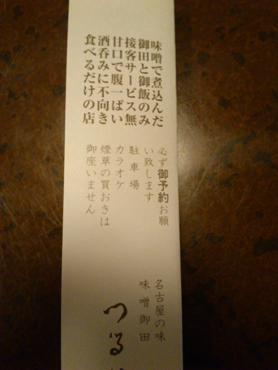 味噌で煮込んだ
御田と御飯のみ
接客サービス無
甘口で腹一ぱい
酒呑みに不向き
食べるだけの店
必ず御予約お願
い致します
駐車場
カラオケ
煙草の買おきは
御座いません
名古屋の味
味噌御田
つる